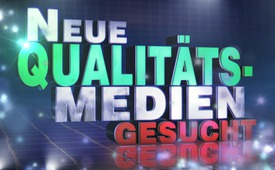 NEUE
QUALITÄTS-
MEDIEN
GESUCHT